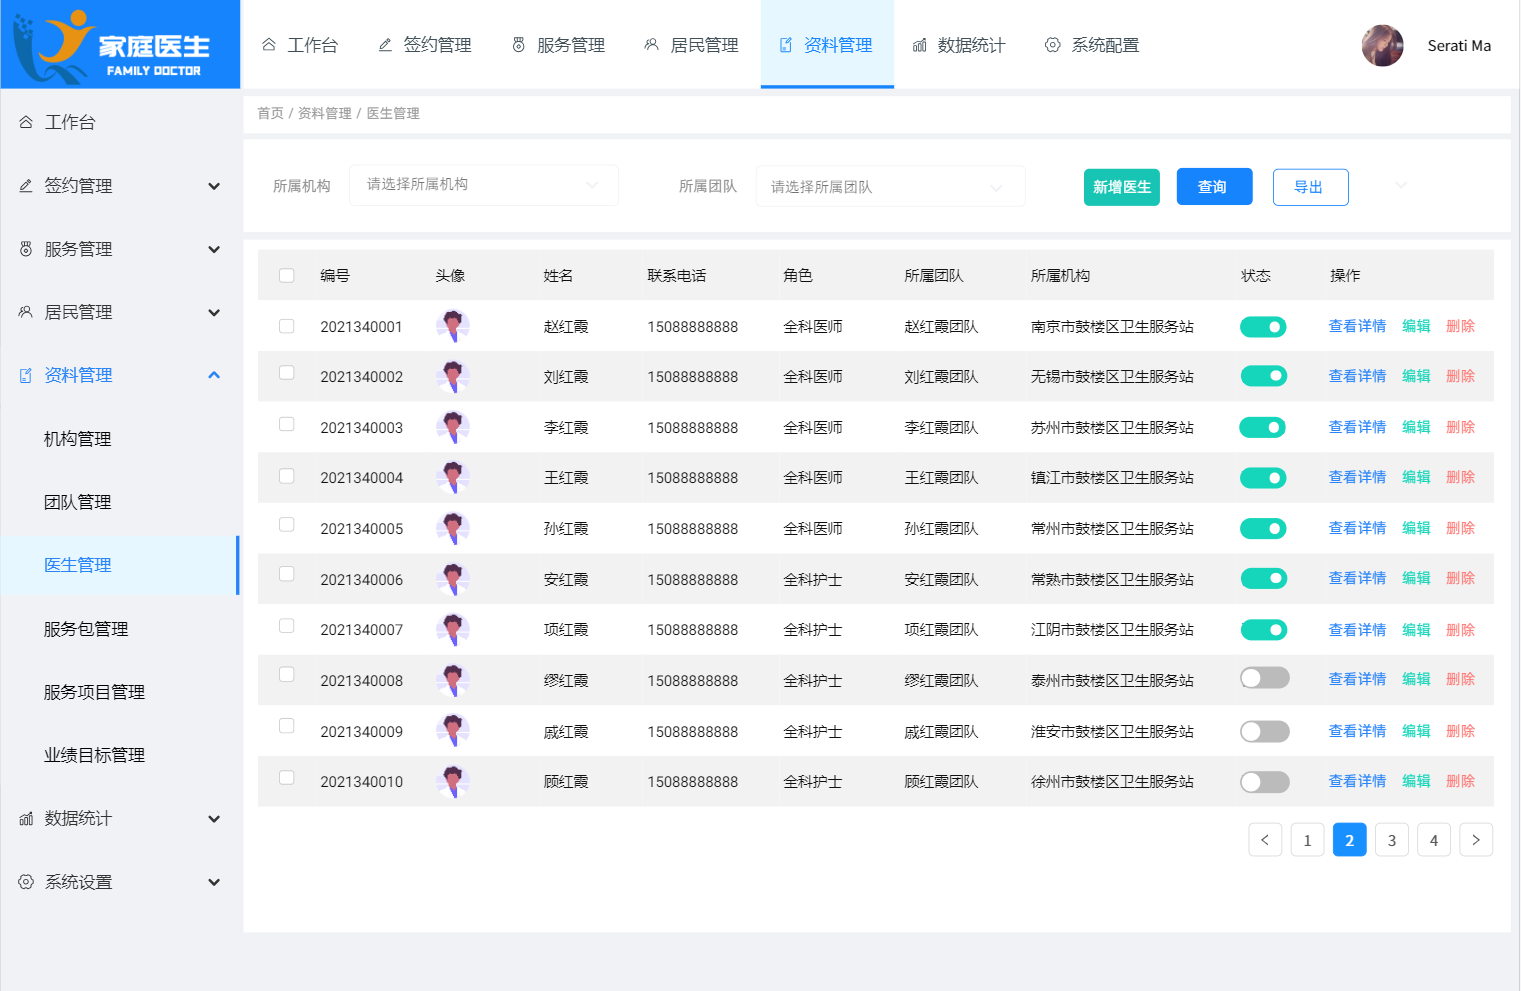 家庭医生
FAMILY DOCTOR
工作台 签约管理 服务管理 居民管理 资料管理 数据统计 系统配置 Serati Ma
工作台
签约管理
服务管理
居民管理
资料管理
机构管理
团队管理
医生管理
服务包管理
服务项目管理
业绩目标管理
数据统计
系统设置
首页 / 资料管理 / 医生管理
所属机构 请选择所属机构 所属团队 请选择所属团队 新增医生 查询 导出
编号 头像 姓名 联系电话 角色 所属团队 所属机构 状态 操作
2021340001 赵红霞 15088888888 全科医师 赵红霞团队 南京市鼓楼区卫生服务站 查看详情 编辑 删除
2021340002 刘红霞 15088888888 全科医师 刘红霞团队 无锡市鼓楼区卫生服务站 查看详情 编辑 删除
2021340003 李红霞 15088888888 全科医师 李红霞团队 苏州市鼓楼区卫生服务站 查看详情 编辑 删除
2021340004 王红霞 15088888888 全科医师 王红霞团队 镇江市鼓楼区卫生服务站 查看详情 编辑 删除
2021340005 孙红霞 15088888888 全科医师 孙红霞团队 常州市鼓楼区卫生服务站 查看详情 编辑 删除
2021340006 安红霞 15088888888 全科护士 安红霞团队 常熟市鼓楼区卫生服务站 查看详情 编辑 删除
2021340007 项红霞 15088888888 全科护士 项红霞团队 江阴市鼓楼区卫生服务站 查看详情 编辑 删除
2021340008 缪红霞 15088888888 全科护士 缪红霞团队 泰州市鼓楼区卫生服务站 查看详情 编辑 删除
2021340009 戚红霞 15088888888 全科护士 戚红霞团队 淮安市鼓楼区卫生服务站 查看详情 编辑 删除
2021340010 顾红霞 15088888888 全科护士 顾红霞团队 徐州市鼓楼区卫生服务站 查看详情 编辑 删除
< 1 2 3 4 >